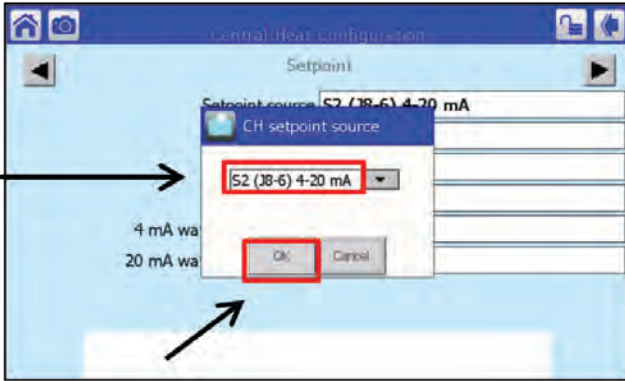 Central Heat Configuration
Setpoint
Setpoint source S2 (J8-6) 4-20 mA
CH setpoint source
S2 (J8-6) 4-20 mA
4 mA wa
20 mA wa
OK Cancel